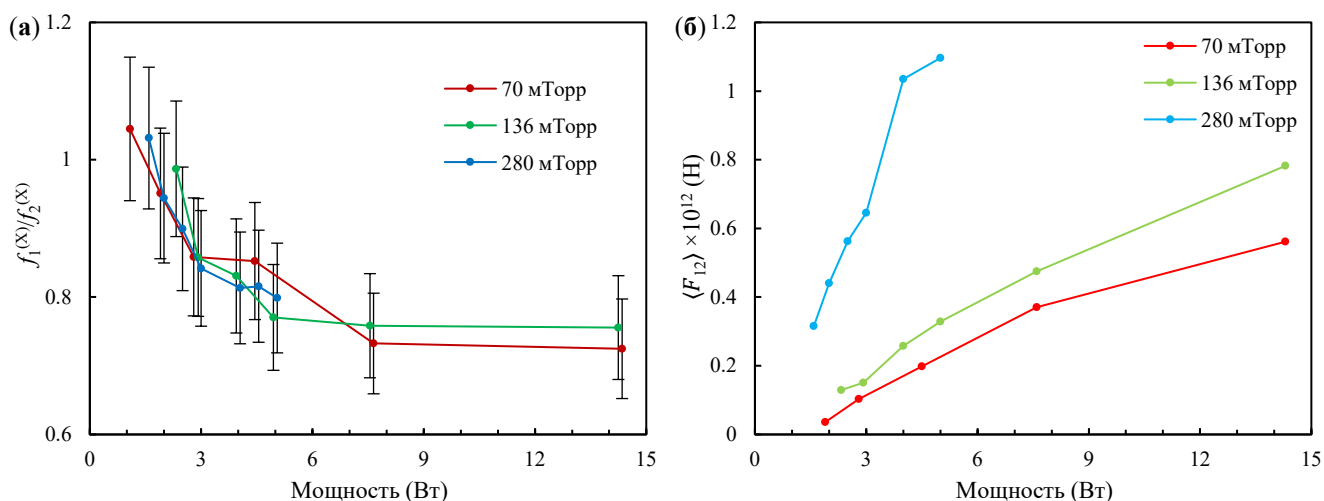 (а)
f₁⁽ˣ⁾/f₂⁽ˣ⁾
1.2
1
0.8
0.6
70 мТорр
136 мТорр
280 мТорр
0 3 6 9 12 15
Мощность (Вт)
(б)
⟨F₁₂⟩ ×10¹² (Н)
1.2
1
0.8
0.6
0.4
0.2
0
70 мТорр
136 мТорр
280 мТорр
0 3 6 9 12 15
Мощность (Вт)